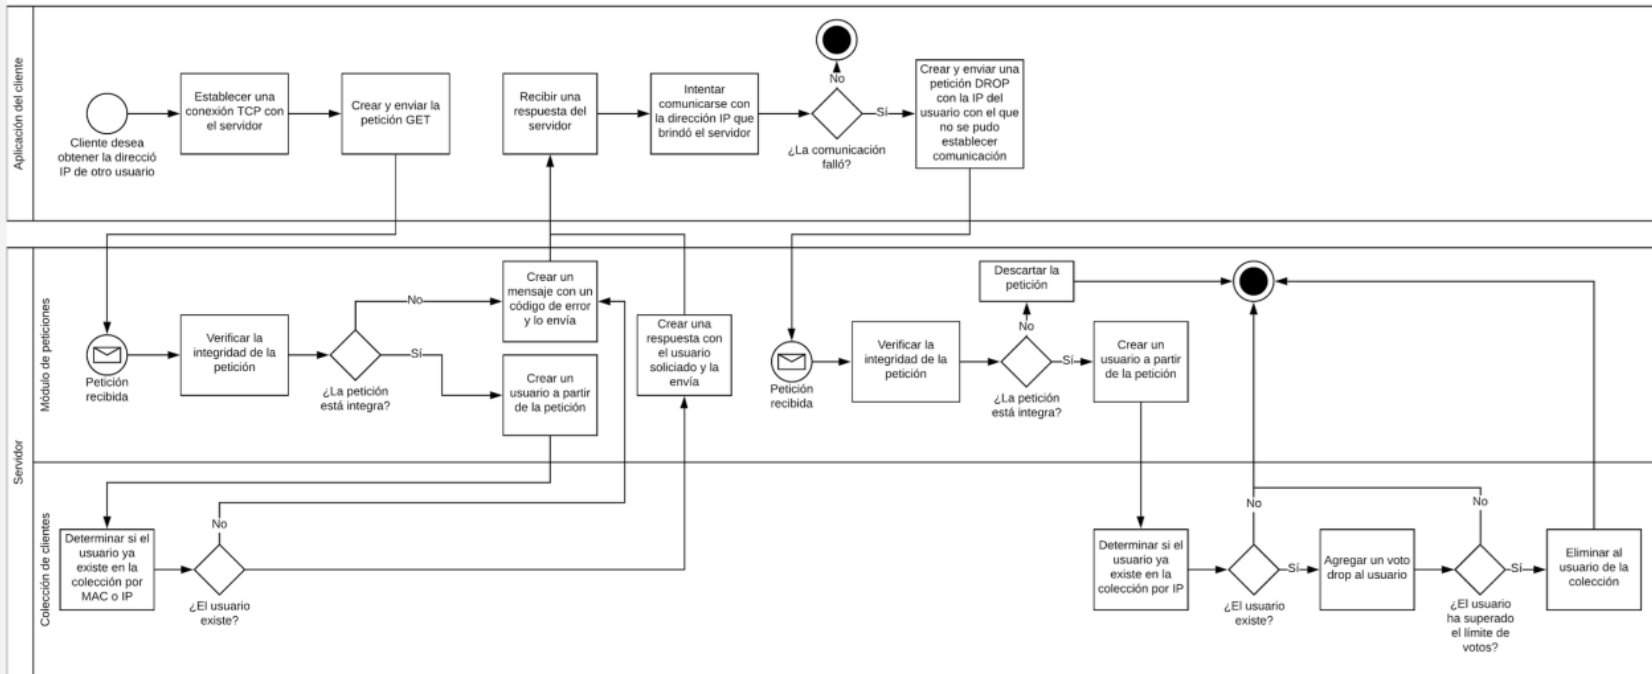 Aplicación del cliente
Cliente desea
obtener la direcció
IP de otro usuario
Establecer una
conexión TCP con
el servidor
Crear y enviar la
petición GET
Recibir una
respuesta del
servidor
Intentar
comunicarse con
la dirección IP que
brindó el servidor
No
Sí
¿La comunicación
falló?
Crear y enviar una
petición DROP
con la IP del
usuario con el que
no se pudo
establecer
comunicación
Servidor
Módulo de peticiones
Petición
recibida
Verificar la
integridad de la
petición
No
Sí
¿La petición
está integra?
Crear un
mensaje con un
código de error
y lo envía
Crear un
usuario a partir
de la petición
Crear una
respuesta con
el usuario
soliciado y la
envía
Petición
recibida
Verificar la
integridad de la
petición
Descartar la
petición
No
Sí
¿La petición
está integra?
Crear un
usuario a partir
de la petición
Colección de clientes
Determinar si el
usuario ya
existe en la
colección por
MAC o IP
No
¿El usuario
existe?
Determinar si el
usuario ya
existe en la
colección por IP
No
Sí
¿El usuario
existe?
Agregar un voto
drop al usuario
No
Sí
¿El usuario
ha superado
el límite de
votos?
Eliminar al
usuario de la
colección